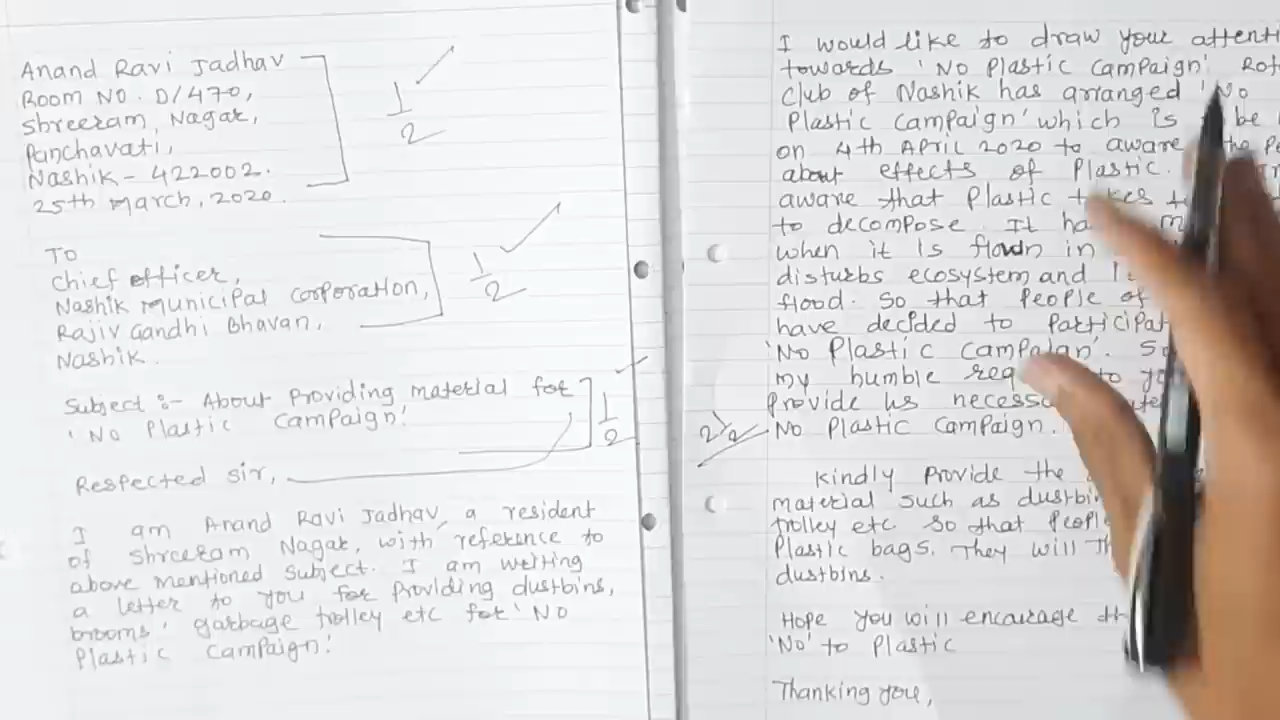 Anand Ravi Jadhav
Room No. D/470,
Shreeram, Nagar,
Panchavati,
Nashik - 422002.
25th March, 2020.
1/2
To
Chief officer,
Nashik Municipal Corporation,
Rajiv Gandhi Bhavan,
Nashik.
1/2
Subject :- About Providing material for
'No Plastic Campaign!
1/2
Respected sir,
I am Anand Ravi Jadhav, a resident
of Shreeram Nagar, with reference to
above mentioned subject. I am writing
a letter to you for Providing dustbins,
brooms' garbage trolley etc for 'No
Plastic Campaign!
I would like to draw your
towards 'No Plastic Campaign'.
Club of Nashik has arranged 'No
Plastic Campaign' which is be
on 4th April 2020 to aware the
about effects of Plastic.
aware that Plastic
to decompose. It
when it is flown in
disturbs ecosystem and
flood. So that People of
have decided to
'No Plastic Campaign'.
my humble to
Provide us
No Plastic Campaign.
2 1/2
Kindly Provide the
material such as
trolley etc so that
Plastic bags. They will
dustbins.
Hope you will encourage
'No' to Plastic
Thanking you,